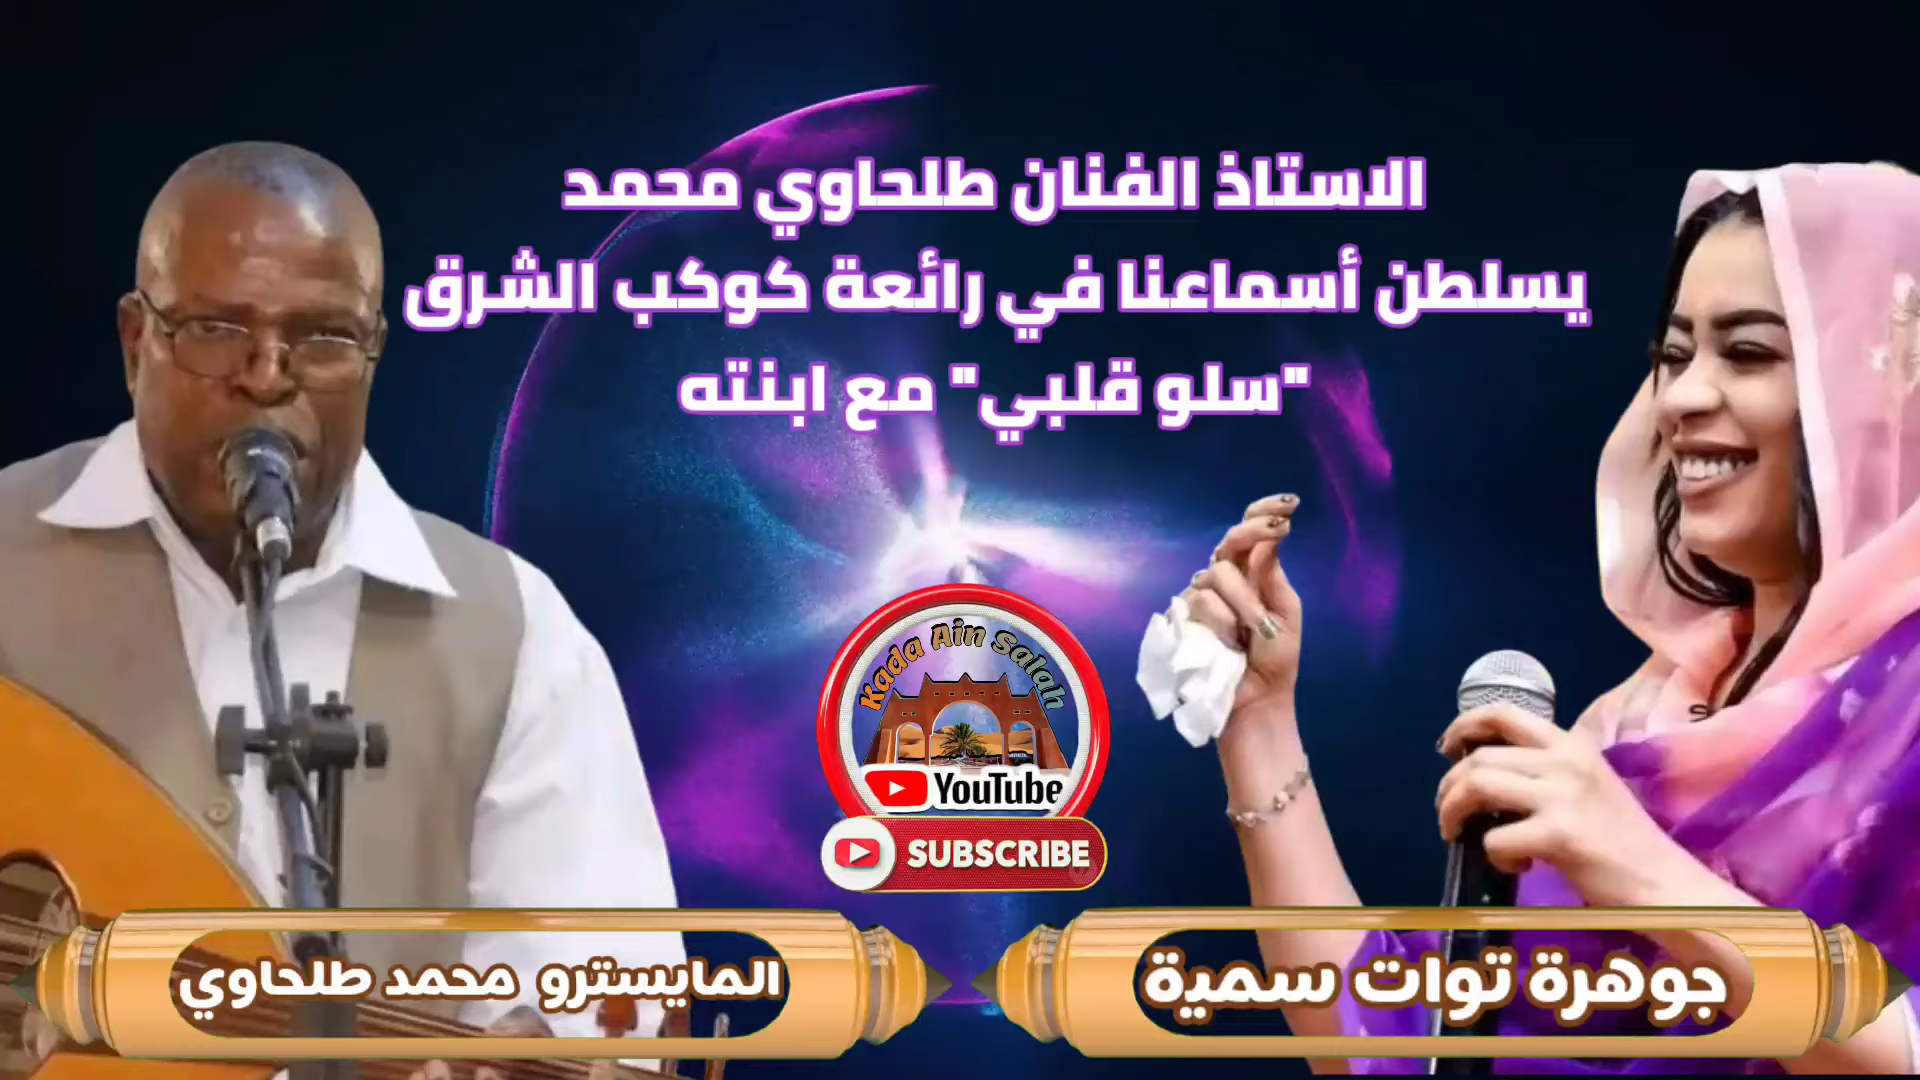 الاستاذ الفنان طلحاوي محمد
يسلطن أسماعنا في رائعة كوكب الشرق
"سلو قلبي" مع ابنته
Kada Ain Salah
YouTube
SUBSCRIBE
المايسترو محمد طلحاوي
جوهرة توات سمية